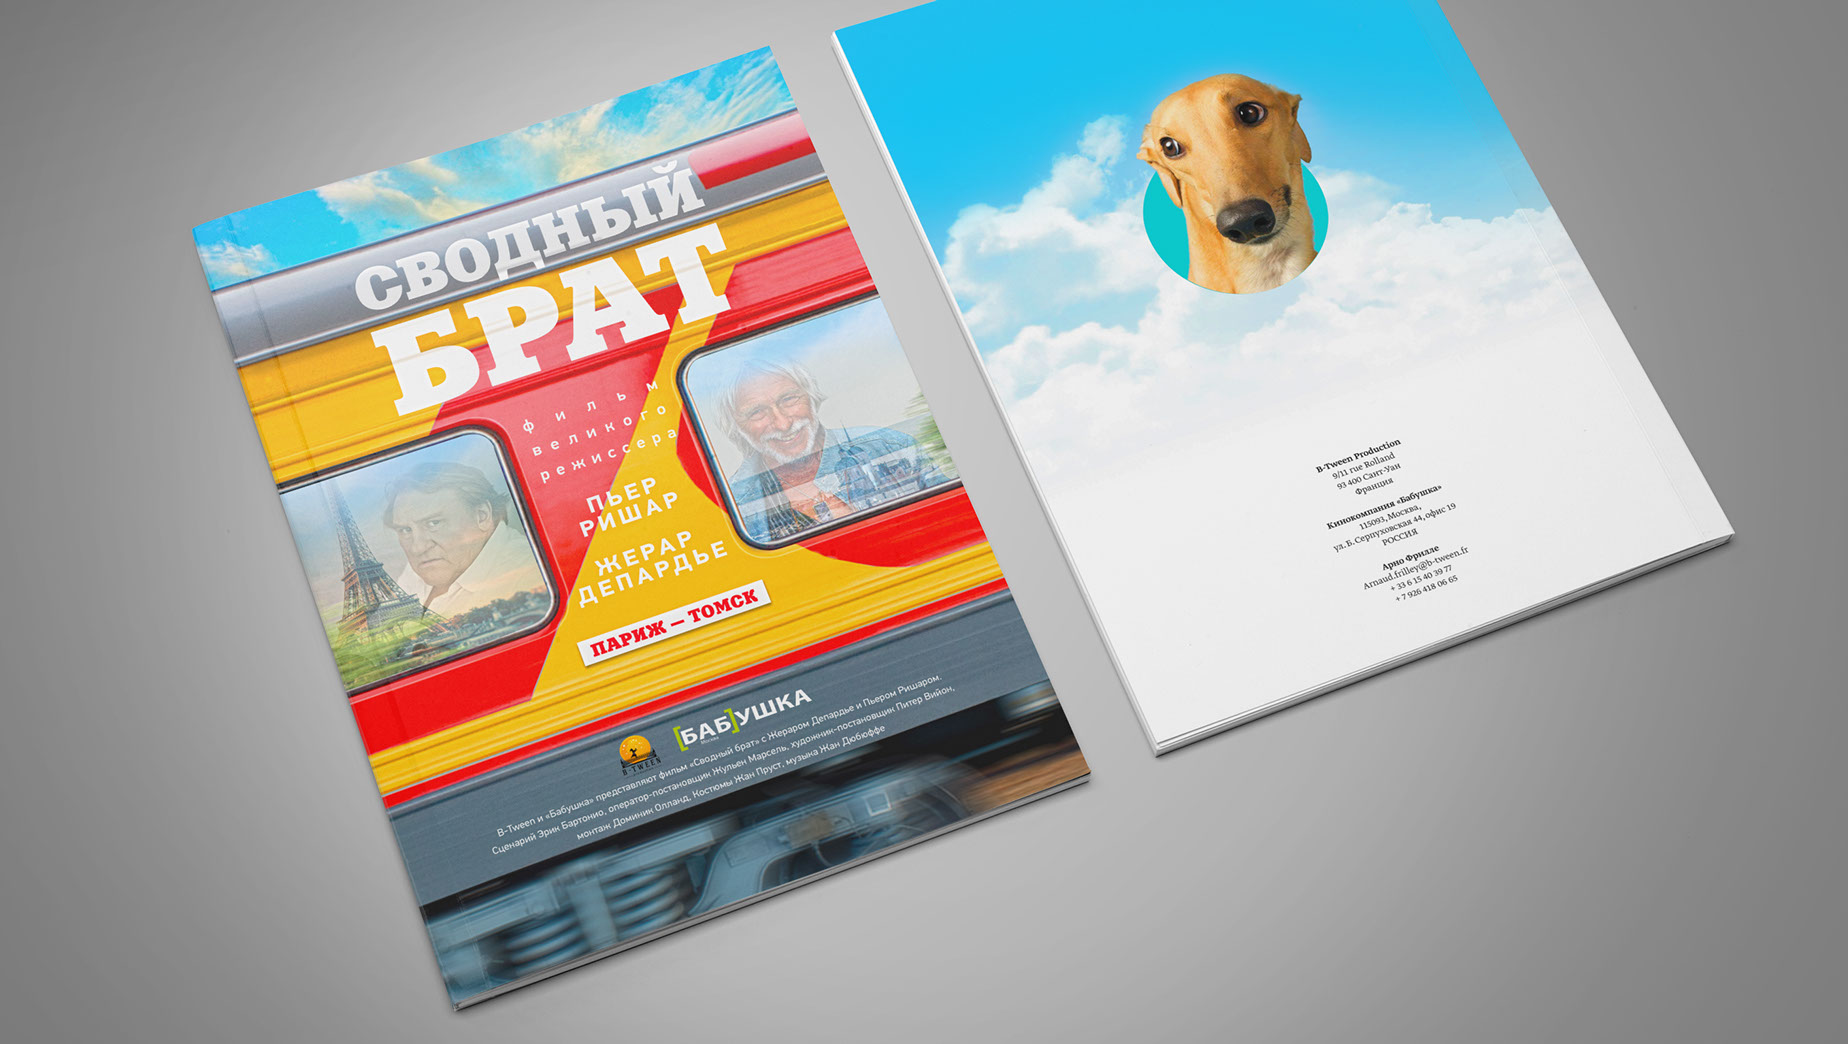 СВОДНЫЙ
БРАТ
фильм
великого
режиссера
ПЬЕР
РИШАР
ЖЕРАР
ДЕПАРДЬЕ
ПАРИЖ — ТОМСК
B-TWEEN
[БАБ]УШКА
Москва
B-Tween и «Бабушка» представляют фильм «Сводный брат» с Жераром Депардье и Пьером Ришаром.
Сценарий Эрик Бартонио, оператор-постановщик Жульен Марсель, художник-постановщик Питер Вийон,
монтаж Доминик Олланд. Костюмы Жан Пруст, музыка Жан Дюбюффе
B-Tween Production
9/11 rue Rolland
93 400 Сант-Уан
Франция
Кинокомпания «Бабушка»
115093, Москва,
ул. Б. Серпуховская 44, офис 19
РОССИЯ
Арно Фрилле
Arnaud.frilley@b-tween.fr
+ 33 6 15 40 39 77
+ 7 926 418 06 65